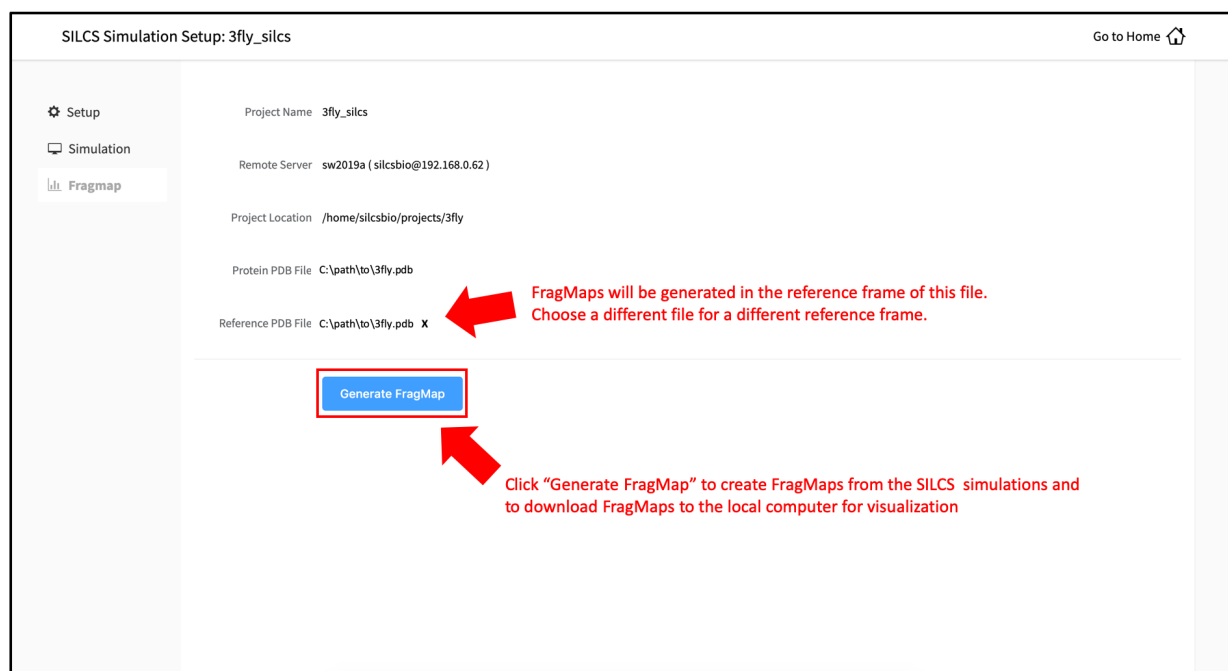 SILCS Simulation Setup: 3fly_silcs
Go to Home
Setup
Simulation
Fragmap
Project Name 3fly_silcs
Remote Server sw2019a ( silcsbio@192.168.0.62 )
Project Location /home/silcsbio/projects/3fly
Protein PDB File C:\path\to\3fly.pdb
Reference PDB File C:\path\to\3fly.pdb X
FragMaps will be generated in the reference frame of this file.
Choose a different file for a different reference frame.
Generate FragMap
Click “Generate FragMap” to create FragMaps from the SILCS simulations and
to download FragMaps to the local computer for visualization